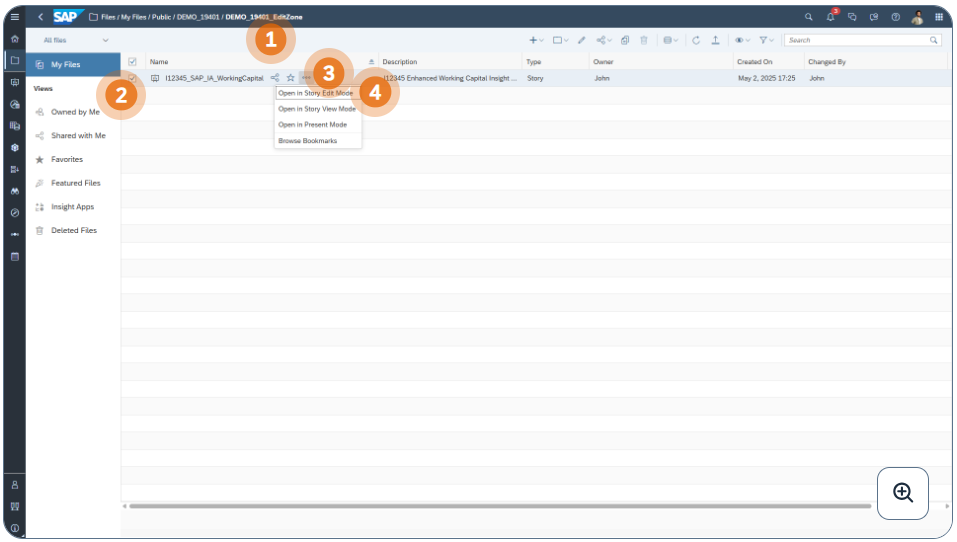 SAP Files / My Files / Public / DEMO_19401 / DEMO_19401_EditZone 3
All files
1
Search
My Files
Name Description Type Owner Created On Changed By
I12345_SAP_IA_WorkingCapital I12345 Enhanced Working Capital Insight ... Story John May 2, 2025 17:25 John
3
Views
2
4
Open in Story Edit Mode
Open in Story View Mode
Open in Present Mode
Browse Bookmarks
Owned by Me
Shared with Me
Favorites
Featured Files
Insight Apps
Deleted Files